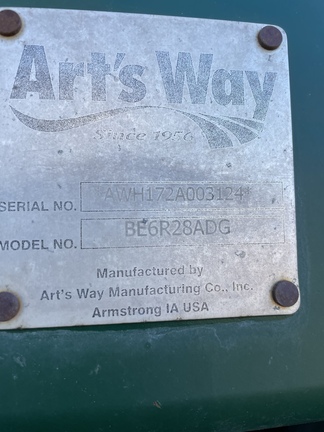 Art's Way
Since 1956
SERIAL NO. AWH172A003124*
MODEL NO. BE6R28ADG
Manufactured by
Art's Way Manufacturing Co., Inc.
Armstrong IA USA